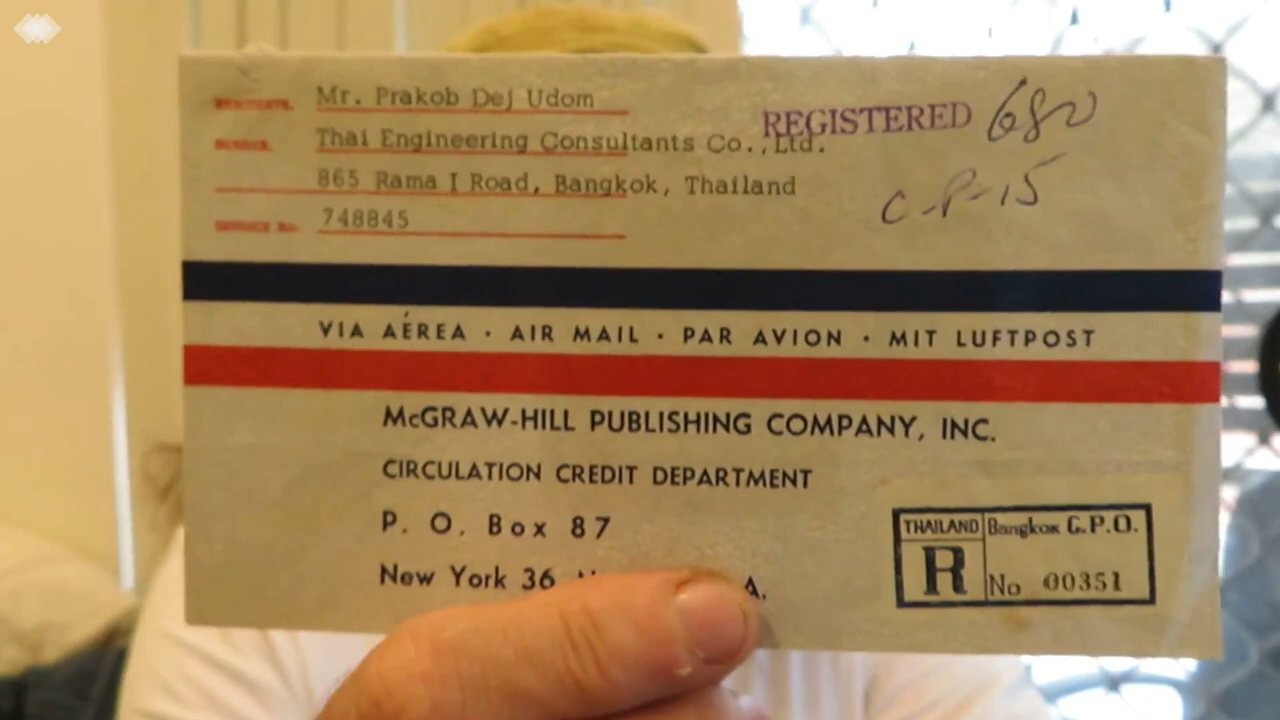 Mr. Prakob Dej Udom
Thai Engineering Consultants Co., Ltd.
865 Rama I Road, Bangkok, Thailand
INVOICE No. 748845
REGISTERED 680
C-P-15
VIA AÉREA · AIR MAIL · PAR AVION · MIT LUFTPOST
McGRAW-HILL PUBLISHING COMPANY, INC.
CIRCULATION CREDIT DEPARTMENT
P. O. Box 87
New York 36 A.
THAILAND Bangkok G.P.O.
R No 00351